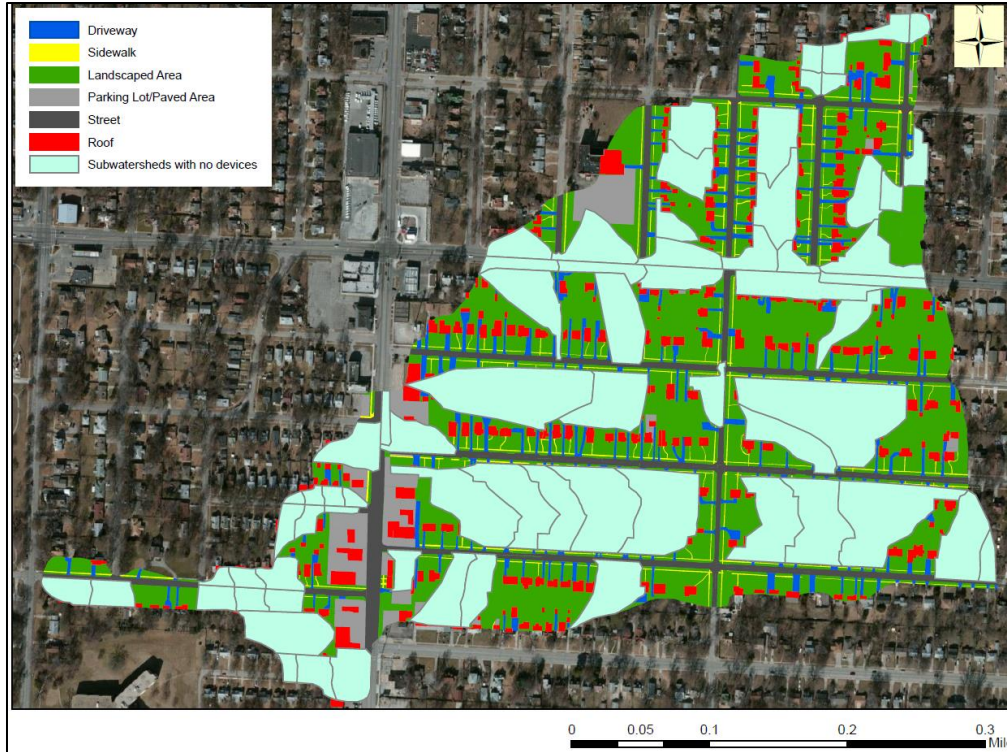 Driveway
Sidewalk
Landscaped Area
Parking Lot/Paved Area
Street
Roof
Subwatersheds with no devices
N
0 0.05 0.1 0.2 0.3
Mil